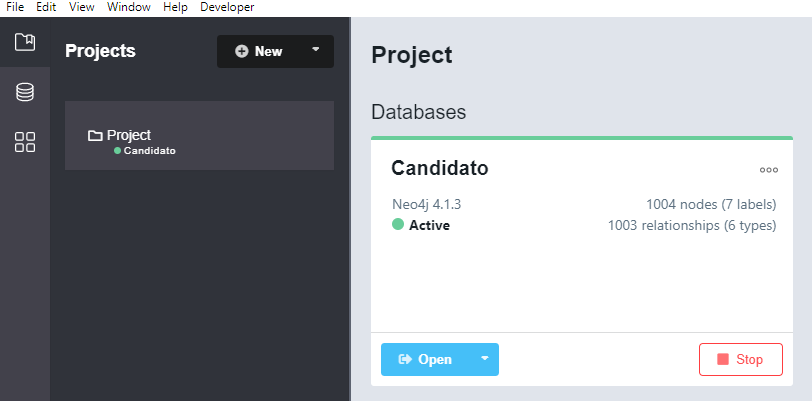 File Edit View Window Help Developer
Projects
New
Project
Candidato
Project
Databases
Candidato
Neo4j 4.1.3
1004 nodes (7 labels)
Active
1003 relationships (6 types)
Open
Stop